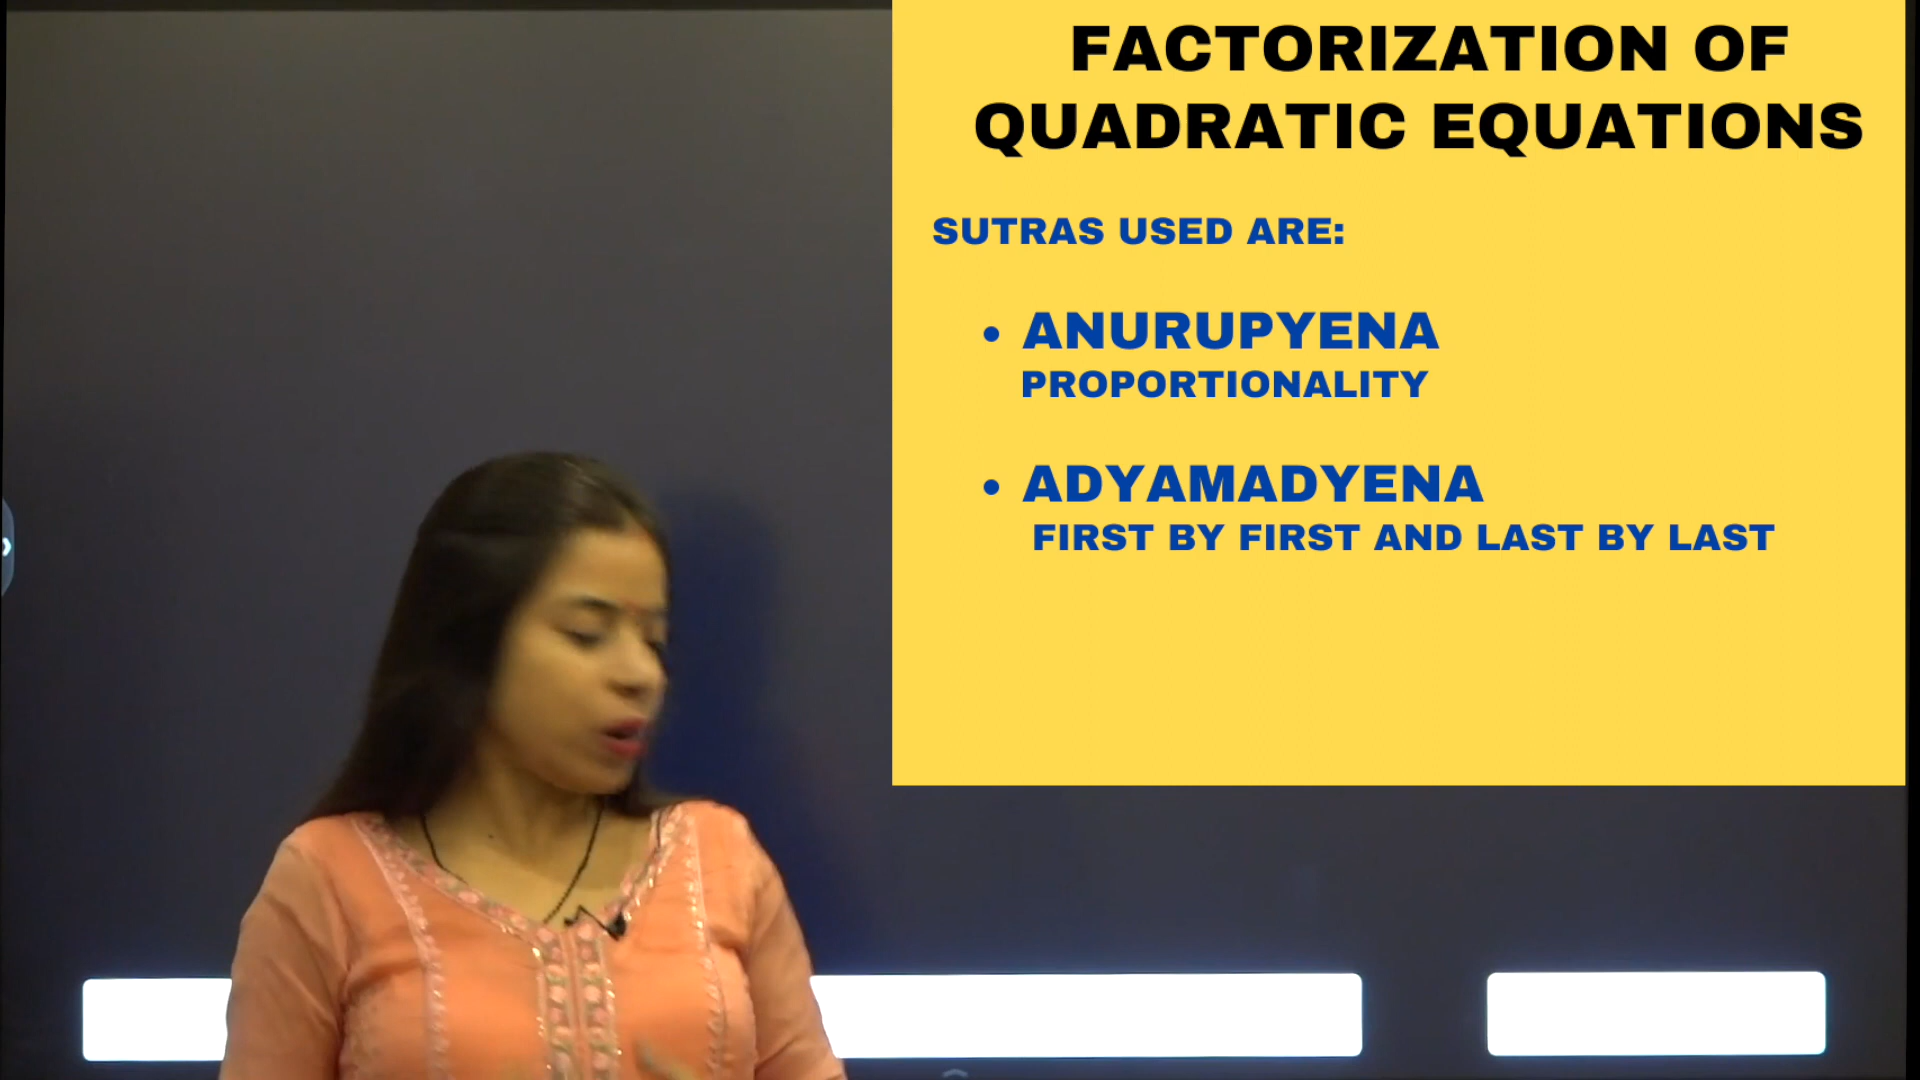 FACTORIZATION OF
QUADRATIC EQUATIONS
SUTRAS USED ARE:
• ANURUPYENA
PROPORTIONALITY
• ADYAMADYENA
FIRST BY FIRST AND LAST BY LAST